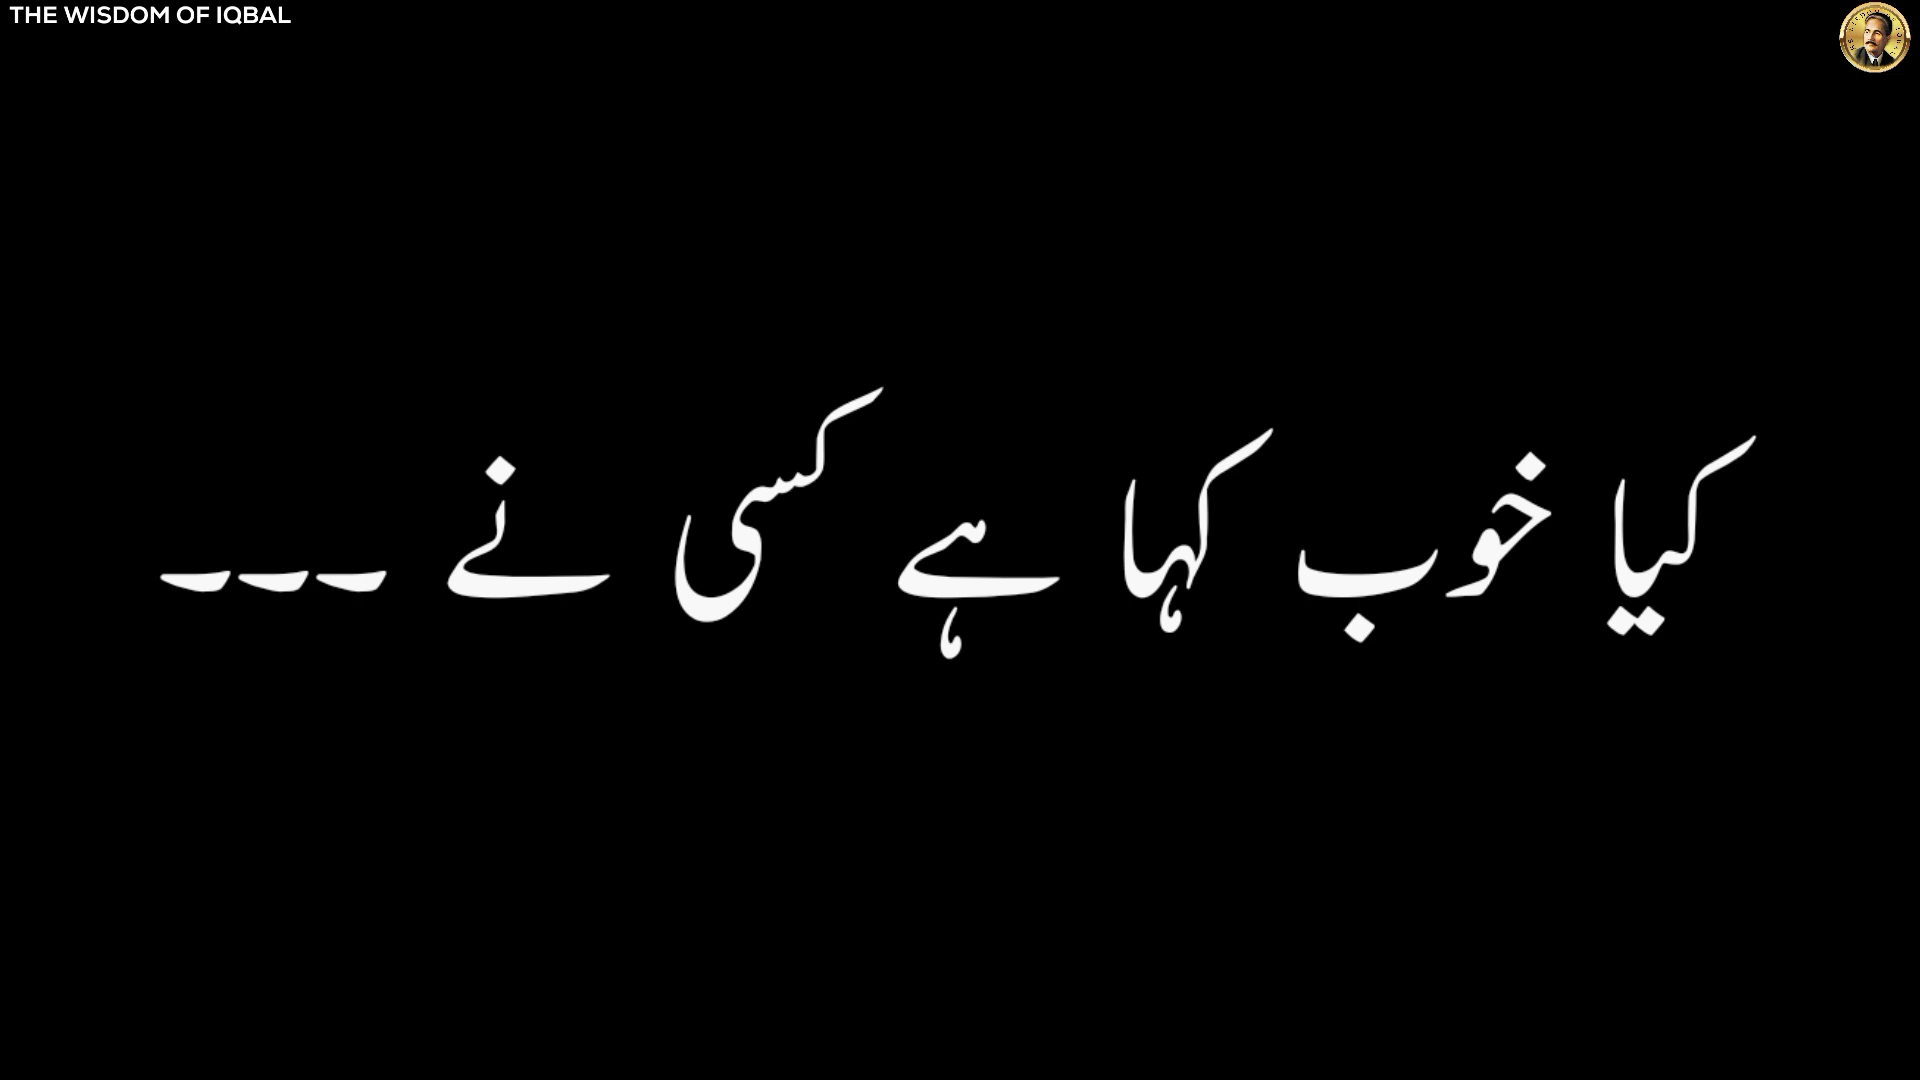 THE WISDOM OF IQBAL
کیا خوب کہا ہے کسی نے ۔۔۔